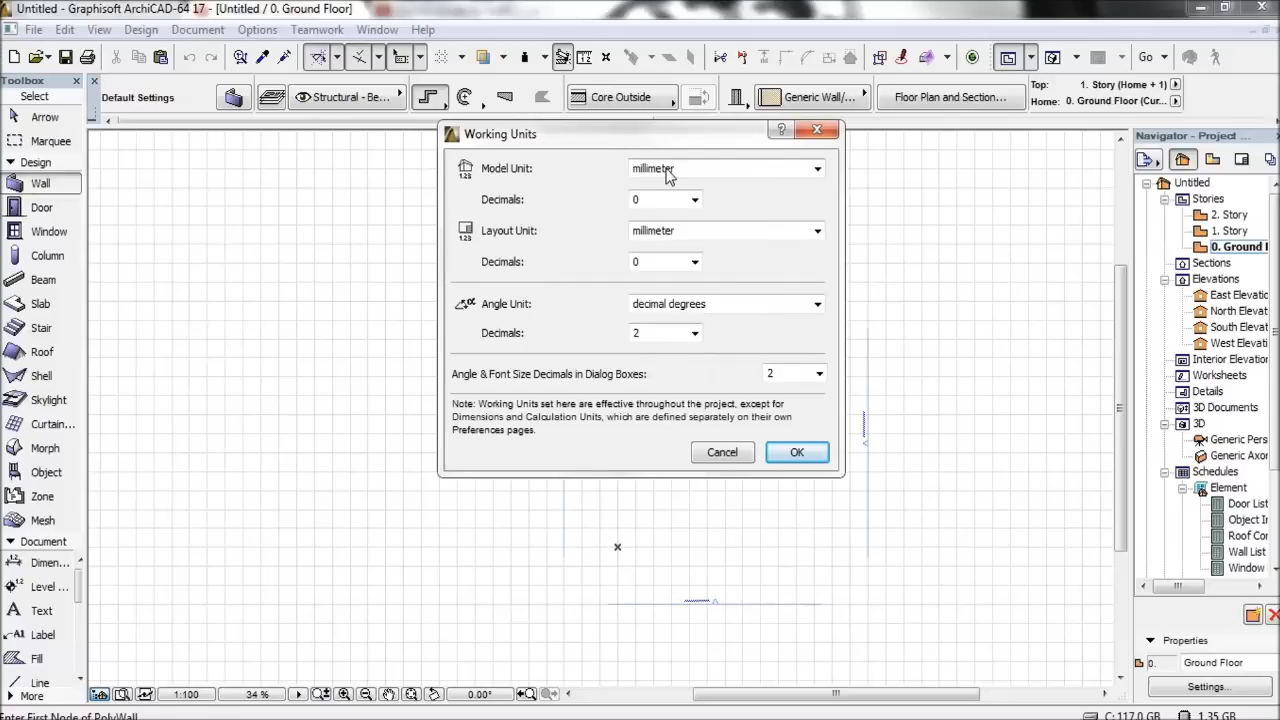 Untitled - Graphisoft ArchiCAD-64 17 - [Untitled / 0. Ground Floor]
File Edit View Design Document Options Teamwork Window Help
Go
Toolbox
Select
Arrow
Marquee
Design
Wall
Door
Window
Column
Beam
Slab
Stair
Roof
Shell
Skylight
Curtain...
Morph
Object
Zone
Mesh
Document
Dimen...
Level ...
Text
Label
Fill
Line
More
Default Settings
Structural - Be...
Core Outside
Generic Wall/...
Floor Plan and Section...
Top: 1. Story (Home + 1)
Home: 0. Ground Floor (Cur...
Working Units
Model Unit: millimeter
Decimals: 0
Layout Unit: millimeter
Decimals: 0
Angle Unit: decimal degrees
Decimals: 2
Angle & Font Size Decimals in Dialog Boxes: 2
Note: Working Units set here are effective throughout the project, except for
Dimensions and Calculation Units, which are defined separately on their own
Preferences pages.
Cancel OK
Navigator - Project ...
Untitled
Stories
2. Story
1. Story
0. Ground
Sections
Elevations
East Elevatio
North Elevat
South Elevat
West Elevati
Interior Elevation
Worksheets
Details
3D Documents
3D
Generic Pers
Generic Axon
Schedules
Element
Door List
Object In
Roof Cor
Wall List
Window
Properties
0. Ground Floor
Settings...
1:100 34 % 0.00°
Enter First Node of PolyWall
C: 117.0 GB 1.35 GB